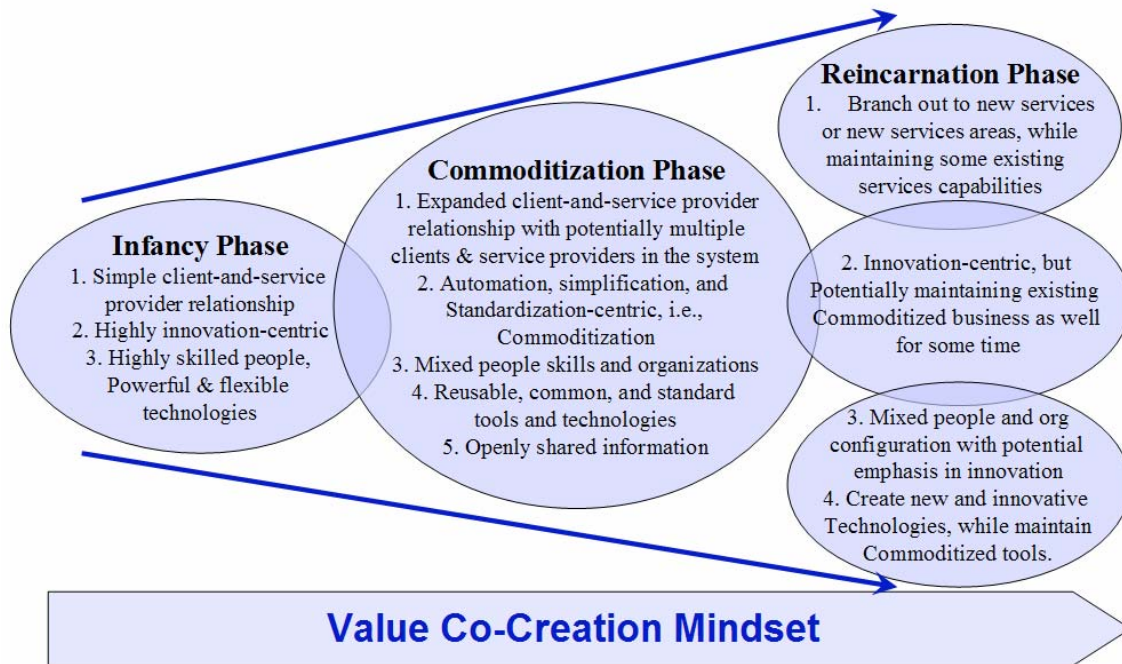 Infancy Phase
1. Simple client-and-service
provider relationship
2. Highly innovation-centric
3. Highly skilled people,
Powerful & flexible
technologies
Commoditization Phase
1. Expanded client-and-service provider
relationship with potentially multiple
clients & service providers in the system
2. Automation, simplification, and
Standardization-centric, i.e.,
Commoditization
3. Mixed people skills and organizations
4. Reusable, common, and standard
tools and technologies
5. Openly shared information
Reincarnation Phase
1. Branch out to new services
or new services areas, while
maintaining some existing
services capabilities
2. Innovation-centric, but
Potentially maintaining existing
Commoditized business as well
for some time
3. Mixed people and org
configuration with potential
emphasis in innovation
4. Create new and innovative
Technologies, while maintain
Commoditized tools.
Value Co-Creation Mindset